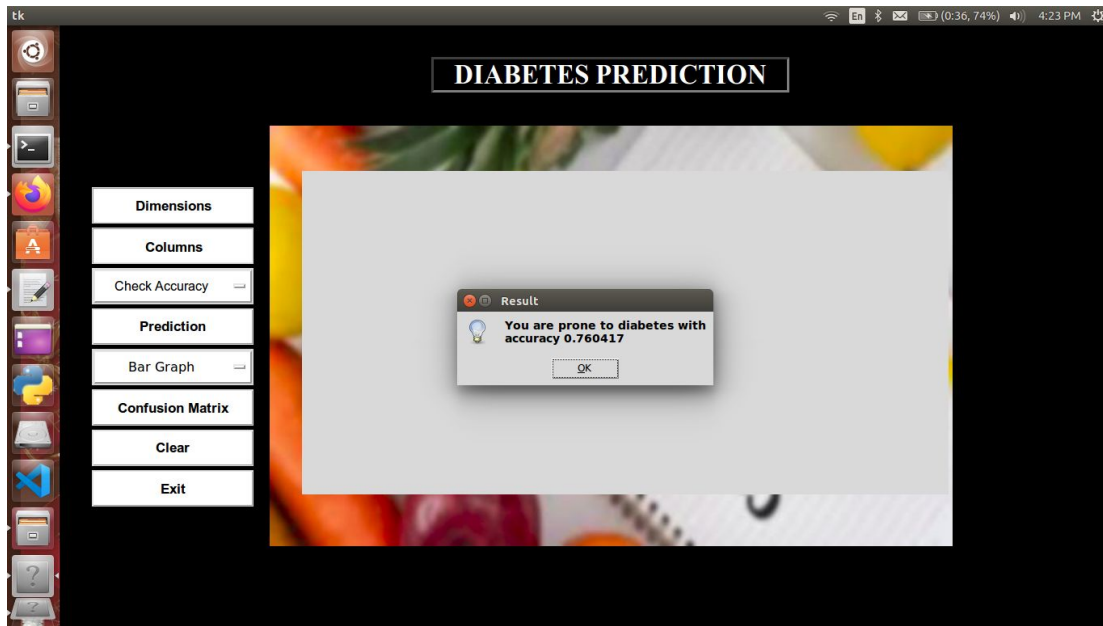 tk
En
(0:36, 74%)
4:23 PM
DIABETES PREDICTION
Dimensions
Columns
Check Accuracy
Prediction
Bar Graph
Confusion Matrix
Clear
Exit
Result
You are prone to diabetes with
accuracy 0.760417
OK